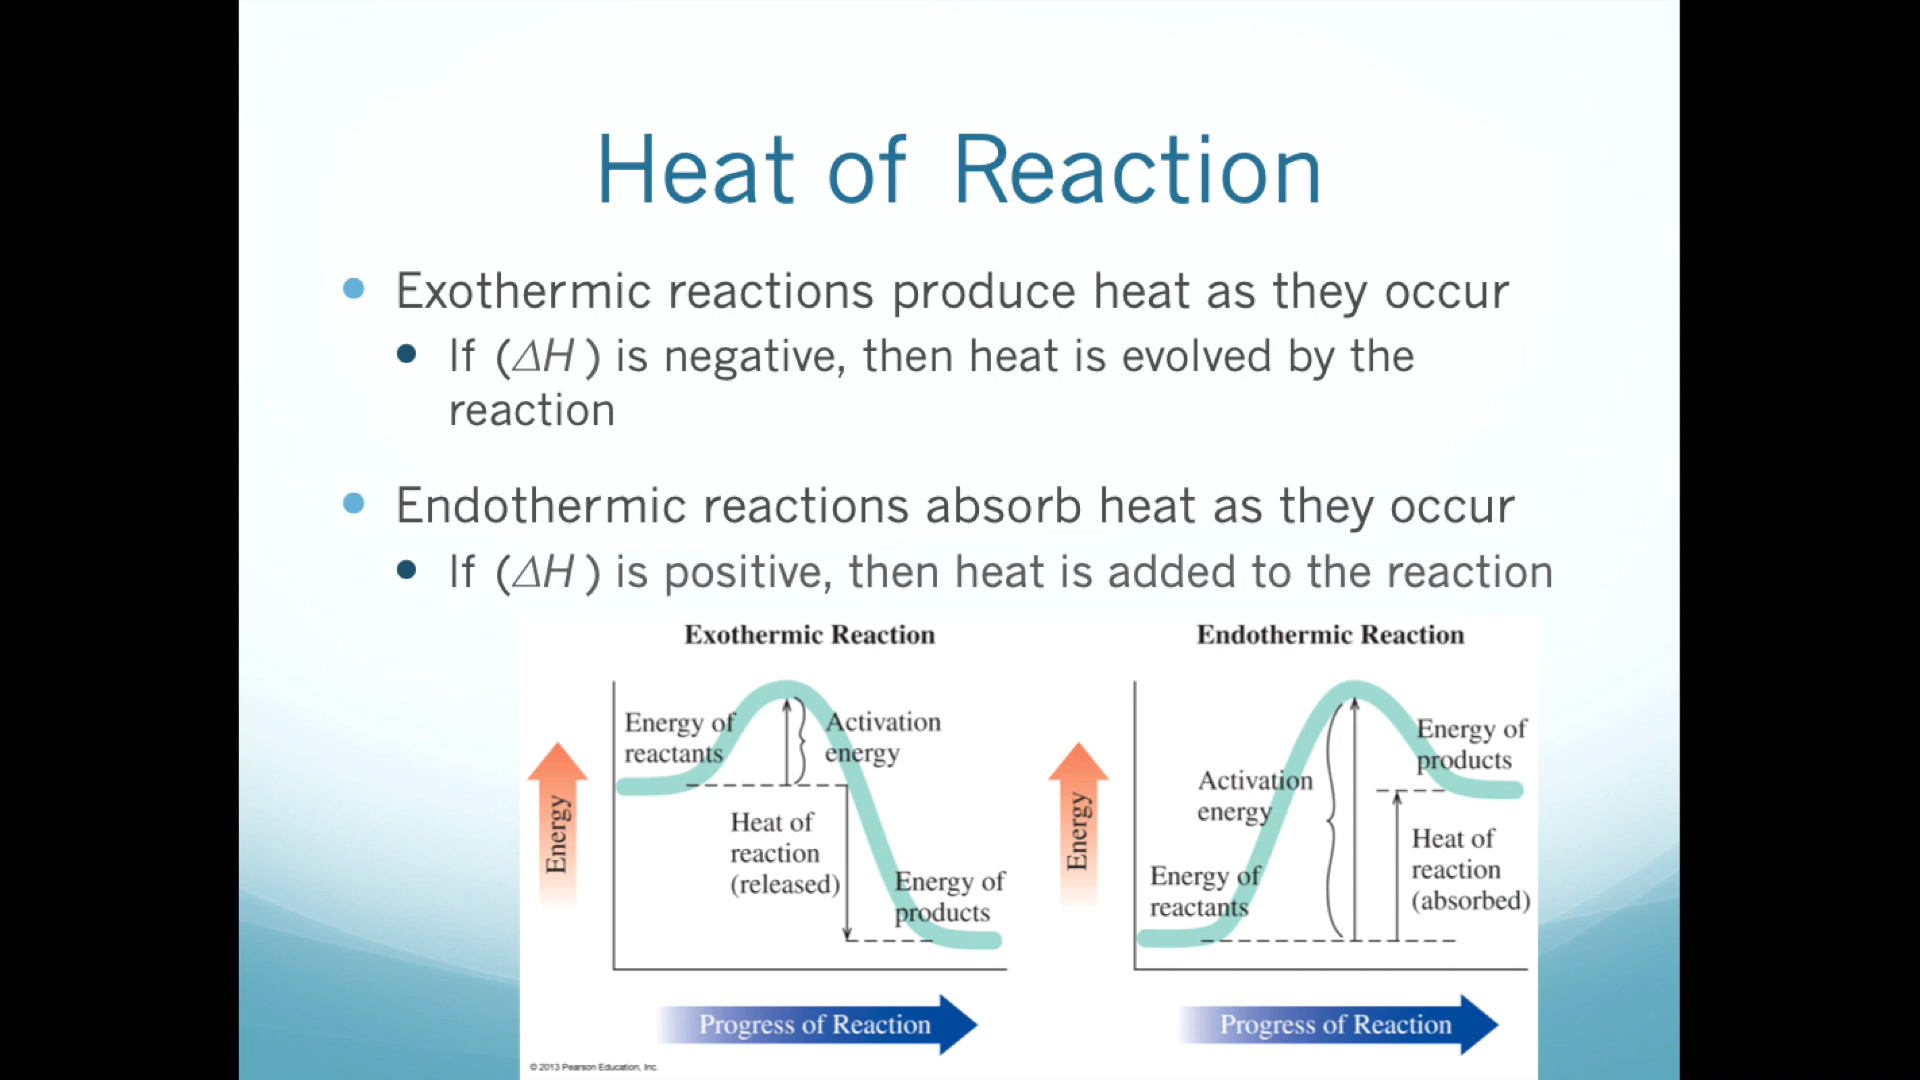 Heat of Reaction
Exothermic reactions produce heat as they occur
If (ΔH ) is negative, then heat is evolved by the
reaction
Endothermic reactions absorb heat as they occur
If (ΔH ) is positive, then heat is added to the reaction
Exothermic Reaction
Energy
Energy of
reactants
Activation
energy
Heat of
reaction
(released)
Energy of
products
Progress of Reaction
Endothermic Reaction
Energy
Energy of
products
Activation
energy
Heat of
reaction
(absorbed)
Energy of
reactants
Progress of Reaction
© 2013 Pearson Education, Inc.